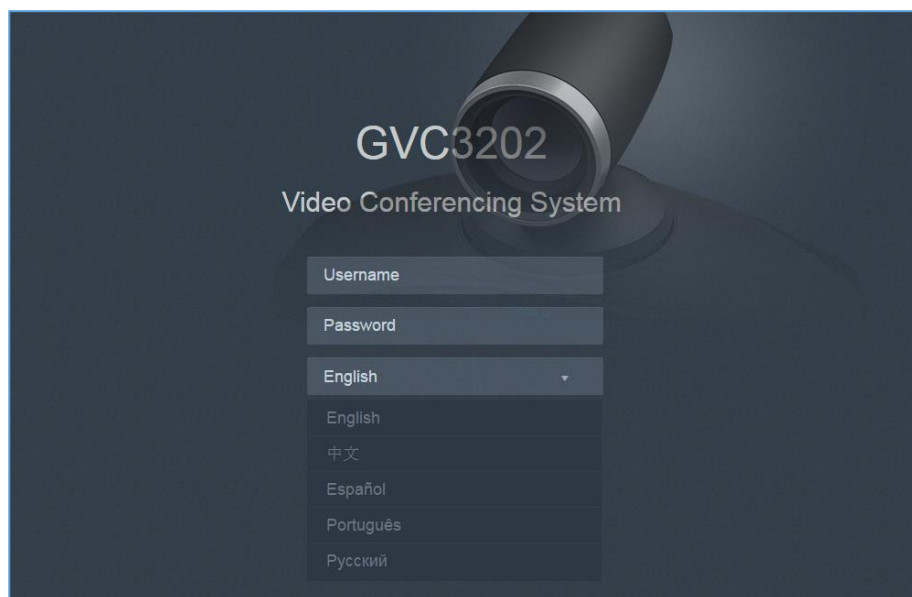 GVC3202
Video Conferencing System
Username
Password
English
English
中文
Español
Português
Русский